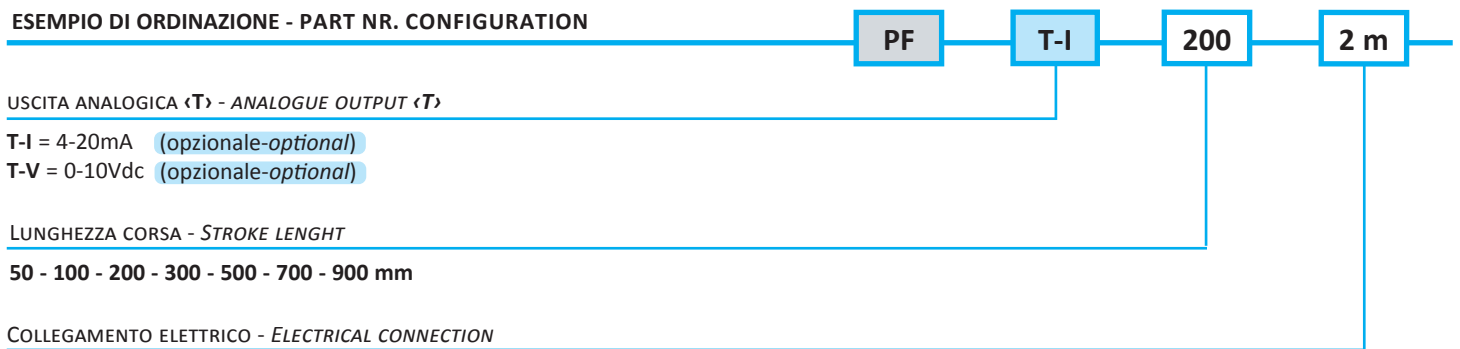 ESEMPIO DI ORDINAZIONE - PART NR. CONFIGURATION
PF T-I 200 2 m
USCITA ANALOGICA ‹T› - ANALOGUE OUTPUT ‹T›
T-I = 4-20mA (opzionale-optional)
T-V = 0-10Vdc (opzionale-optional)
LUNGHEZZA CORSA - STROKE LENGHT
50 - 100 - 200 - 300 - 500 - 700 - 900 mm
COLLEGAMENTO ELETTRICO - ELECTRICAL CONNECTION